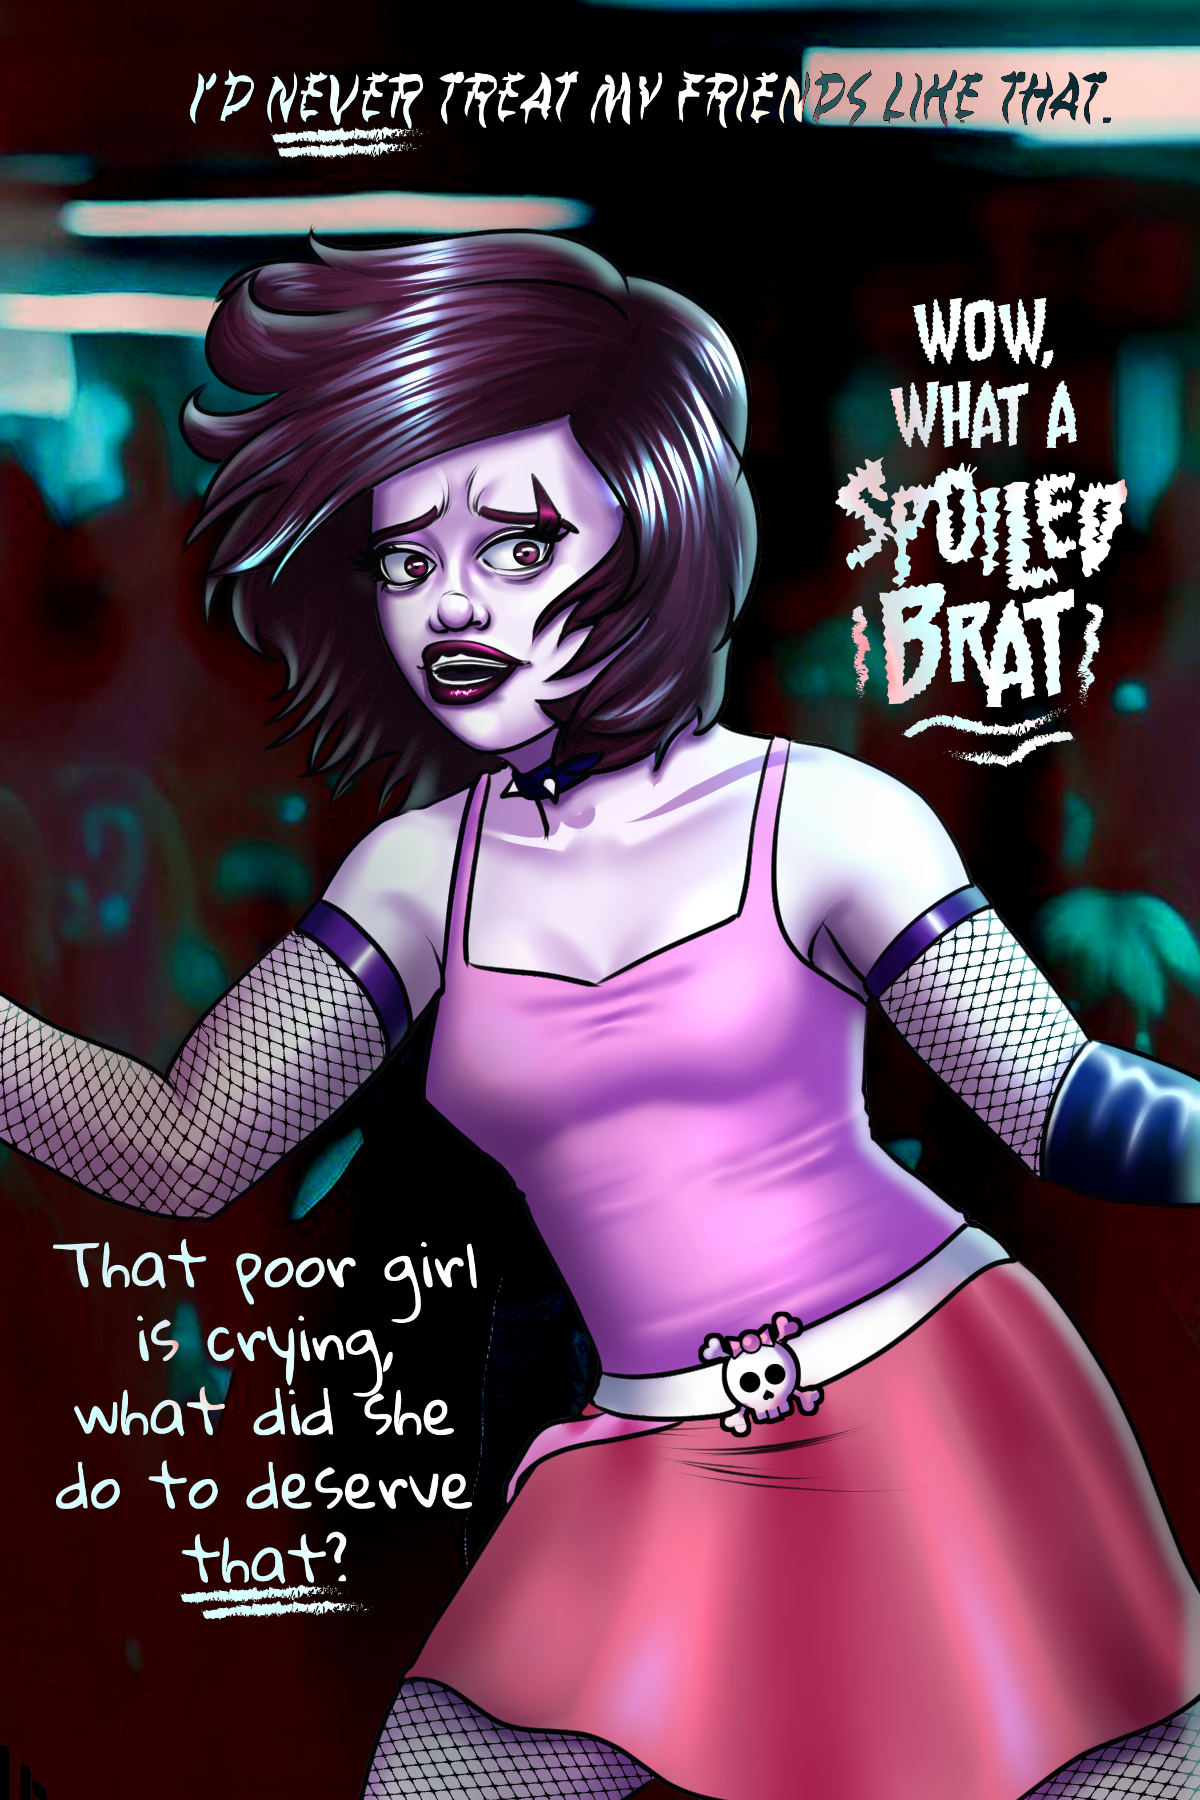 I'D NEVER TREAT MY FRIENDS LIKE THAT.
WOW,
WHAT A
SPOILED
BRAT
That poor girl
is crying,
what did she
do to deserve
that?